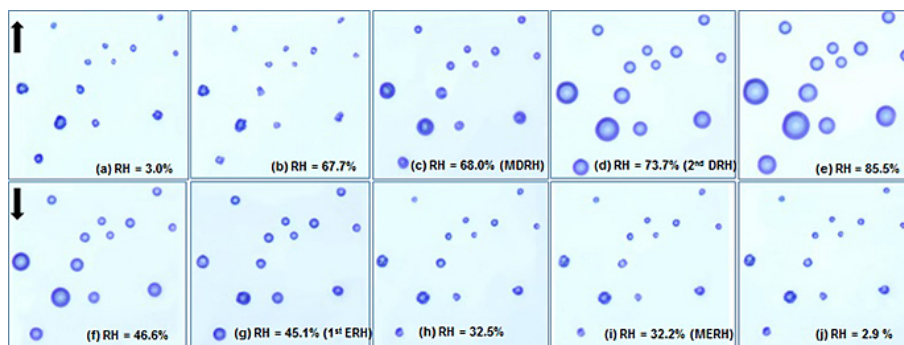 (a) RH = 3.0%
(b) RH = 67.7%
(c) RH = 68.0% (MDRH)
(d) RH = 73.7% (2nd DRH)
(e) RH = 85.5%
(f) RH = 46.6%
(g) RH = 45.1% (1st ERH)
(h) RH = 32.5%
(i) RH = 32.2% (MERH)
(j) RH = 2.9 %